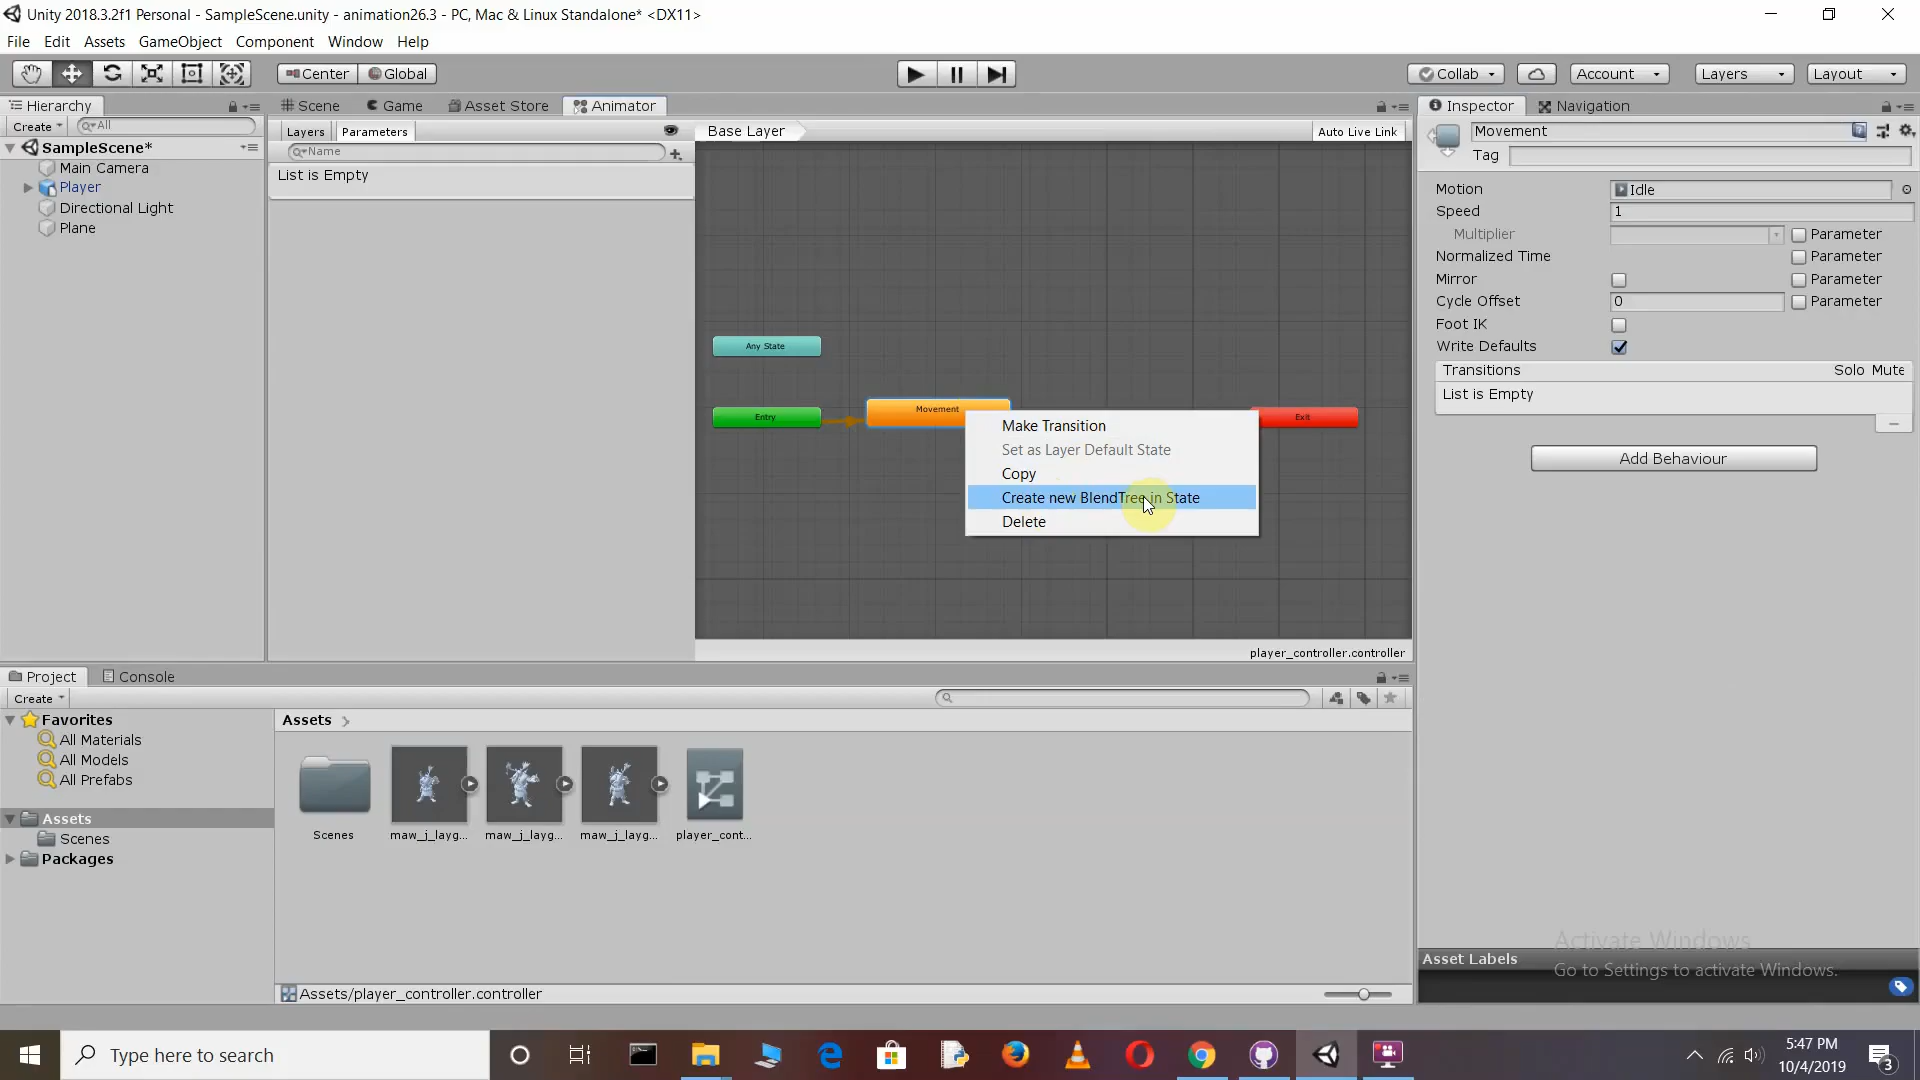 Unity 2018.3.2f1 Personal - SampleScene.unity - animation26.3 - PC, Mac & Linux Standalone* <DX11>
File Edit Assets GameObject Component Window Help
Center Global Collab Account Layers Layout
Hierarchy Scene Game Asset Store Animator Inspector Navigation
Create All
Layers Parameters Base Layer Auto Live Link
Name
List is Empty
SampleScene*
Main Camera
Player
Directional Light
Plane
Any State
Entry
Movement
Exit
Make Transition
Set as Layer Default State
Copy
Create new BlendTree in State
Delete
player_controller.controller
Movement
Tag
Motion Idle
Speed 1
Multiplier Parameter
Normalized Time Parameter
Mirror Parameter
Cycle Offset 0 Parameter
Foot IK
Write Defaults
Transitions Solo Mute
List is Empty
Add Behaviour
Project Console
Create
Favorites
All Materials
All Models
All Prefabs
Assets
Scenes
Packages
Assets
Scenes maw_j_layg... maw_j_layg... maw_j_layg... player_cont...
Assets/player_controller.controller
Asset Labels
Activate Windows
Go to Settings to activate Windows.
Type here to search
5:47 PM
10/4/2019
3